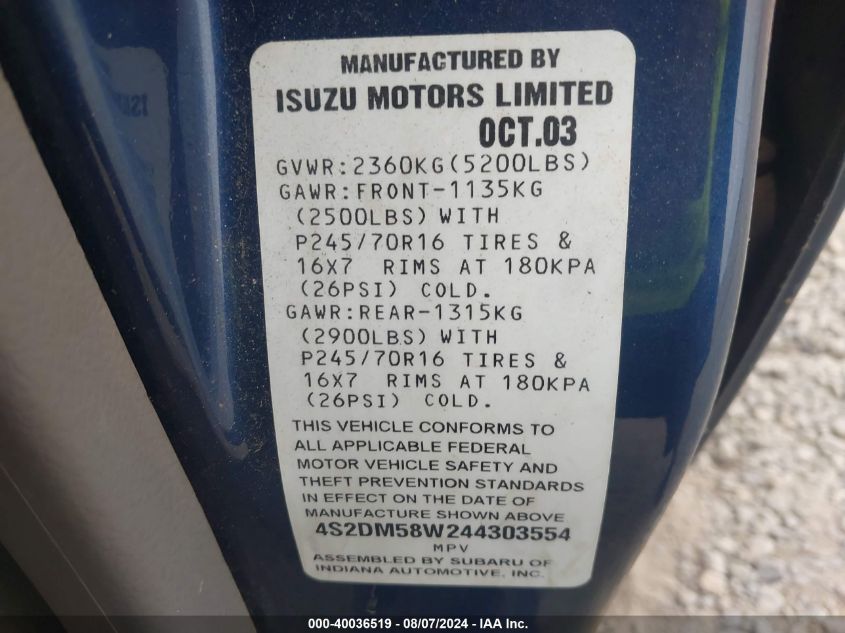 MANUFACTURED BY
ISUZU MOTORS LIMITED
OCT.03
GVWR:2360KG(5200LBS)
GAWR:FRONT-1135KG
(2500LBS) WITH
P245/70R16 TIRES &
16X7 RIMS AT 180KPA
(26PSI) COLD.
GAWR:REAR-1315KG
(2900LBS) WITH
P245/70R16 TIRES &
16X7 RIMS AT 180KPA
(26PSI) COLD.
THIS VEHICLE CONFORMS TO
ALL APPLICABLE FEDERAL
MOTOR VEHICLE SAFETY AND
THEFT PREVENTION STANDARDS
IN EFFECT ON THE DATE OF
MANUFACTURE SHOWN ABOVE
4S2DM58W244303554
MPV
ASSEMBLED BY SUBARU OF
INDIANA AUTOMOTIVE, INC.
000-40036519 - 08/07/2024 - IAAI.com